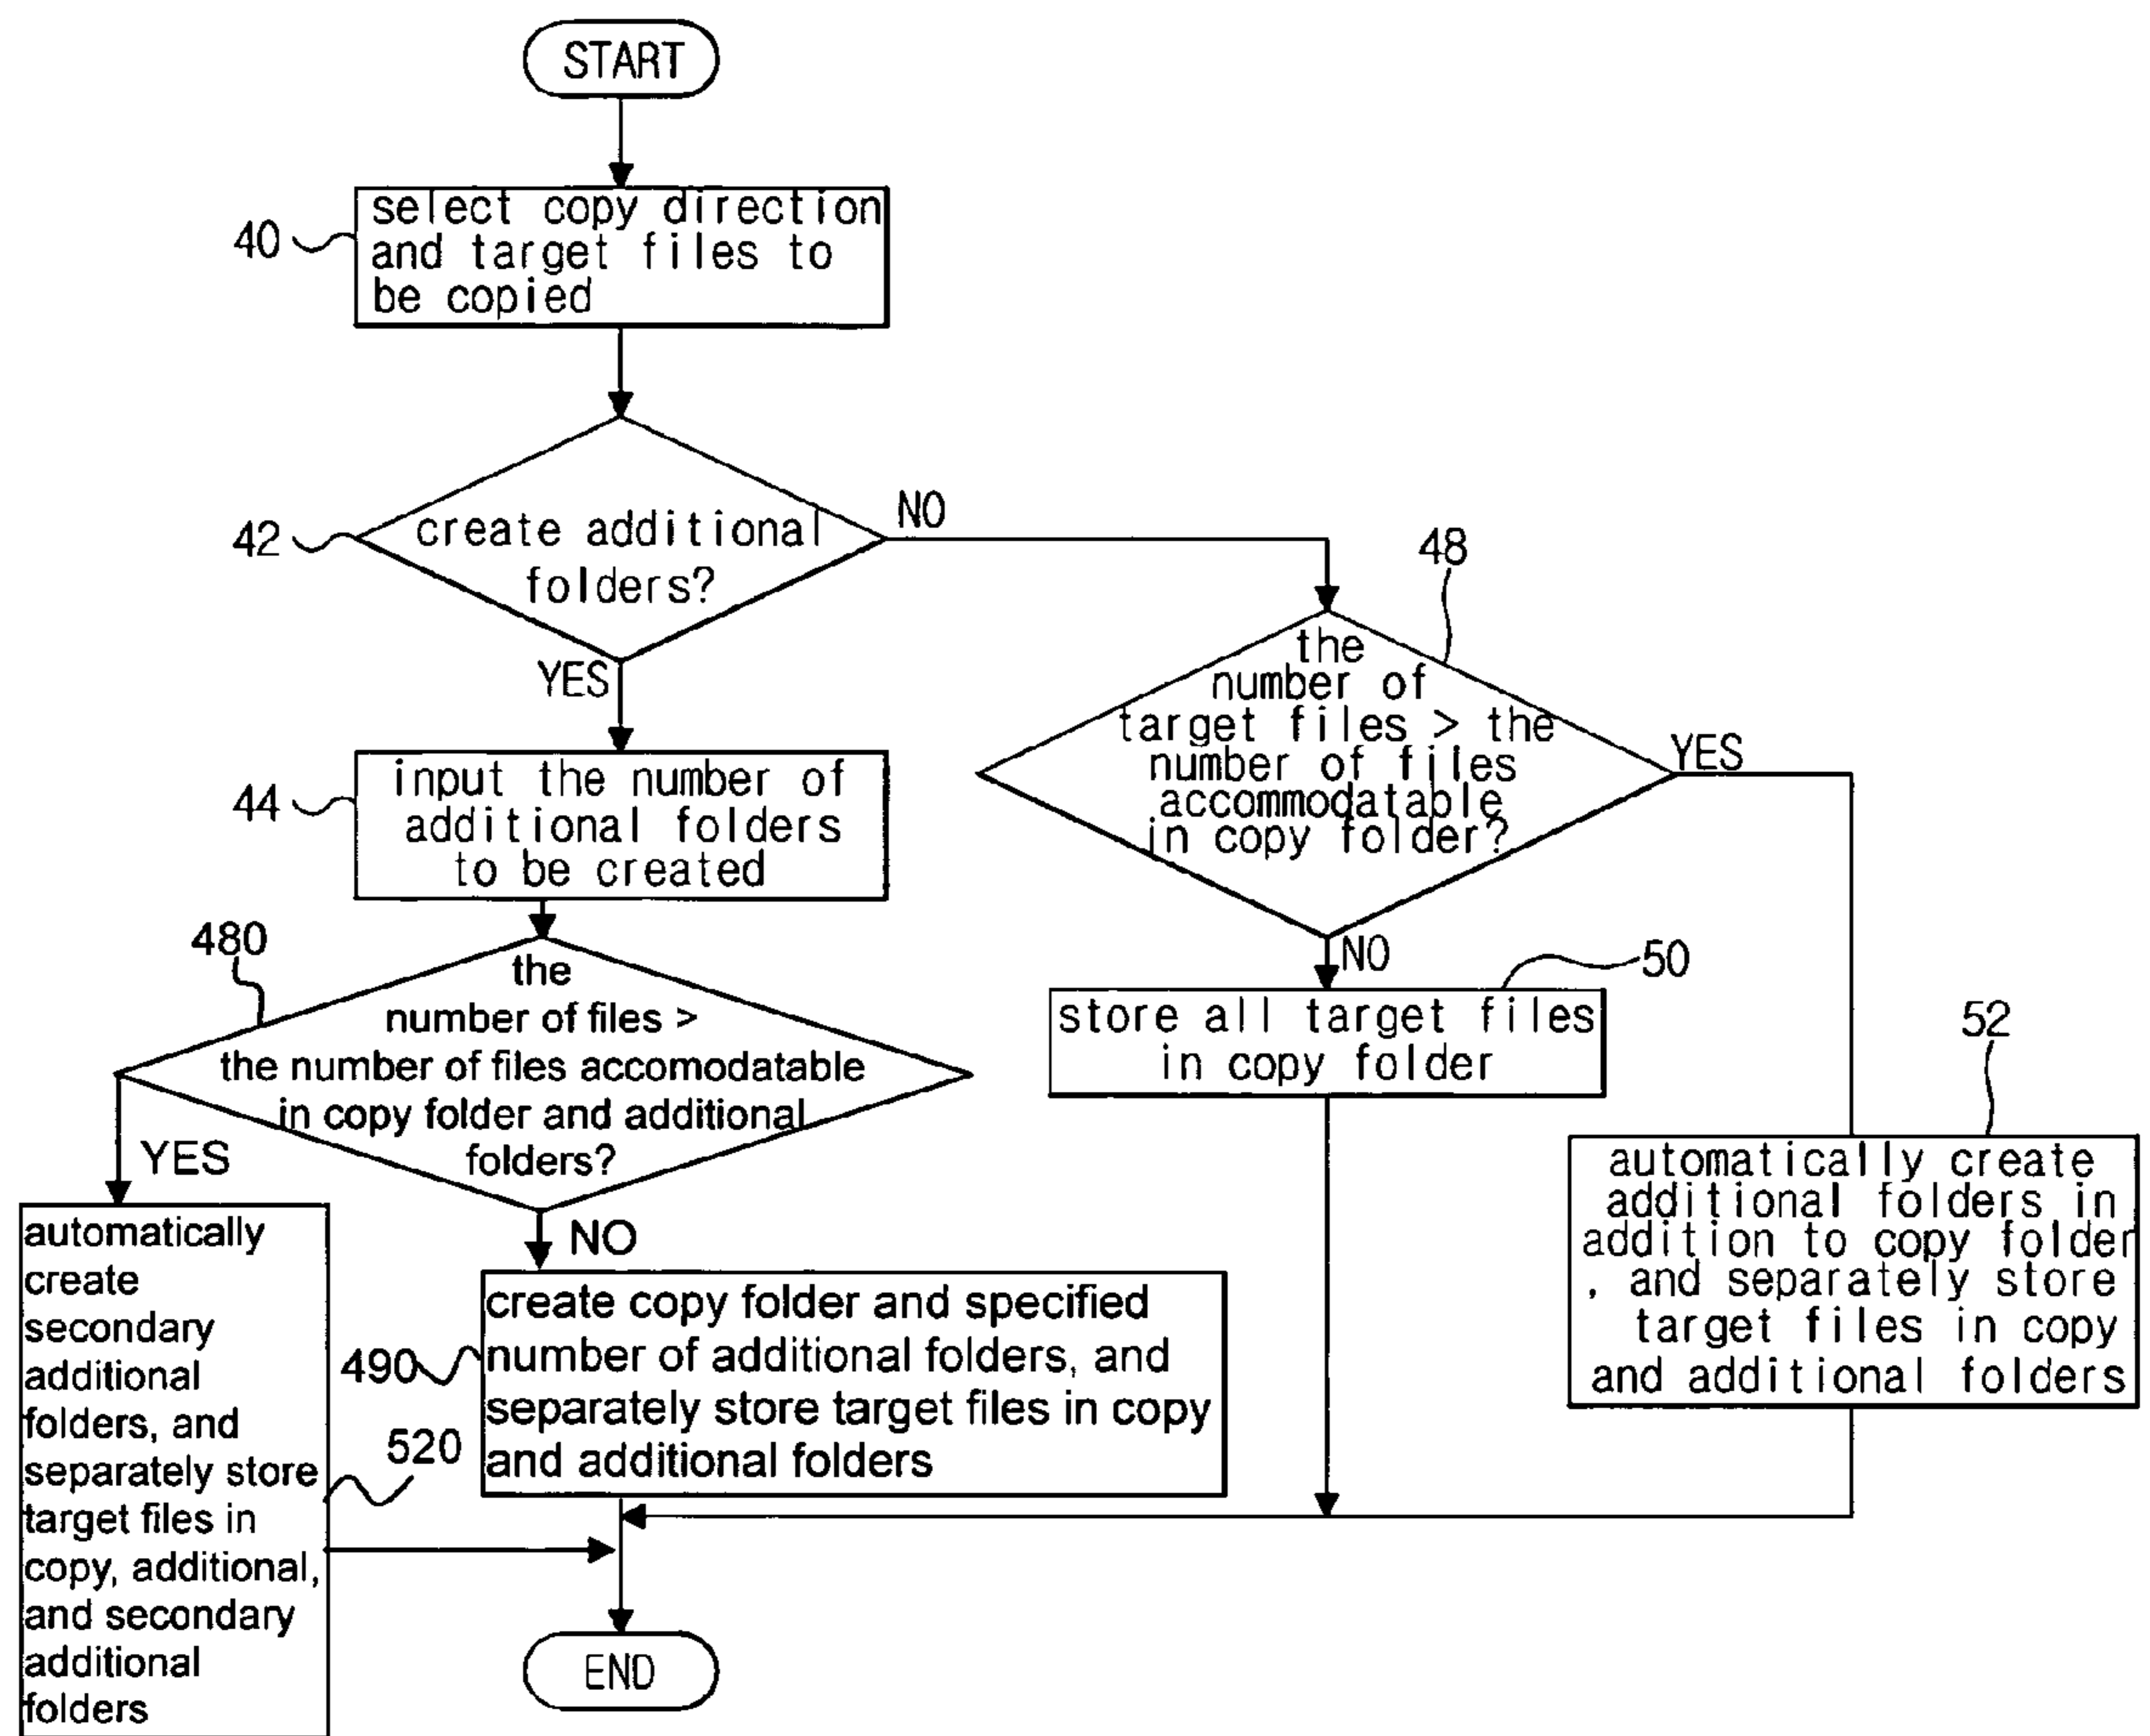 START
40
select copy direction
and target files to
be copied
42
create additional
folders?
NO
YES
48
the
number of
target files > the
number of files
accommodatable
in copy folder?
YES
NO
44
input the number of
additional folders
to be created
480
the
number of files >
the number of files accomodatable
in copy folder and additional
folders?
YES
NO
50
store all target files
in copy folder
52
automatically create
additional folders in
addition to copy folder
, and separately store
target files in copy
and additional folders
automatically
create
secondary
additional
folders, and
separately store
target files in
copy, additional,
and secondary
additional
folders
520
490
create copy folder and specified
number of additional folders, and
separately store target files in copy
and additional folders
END